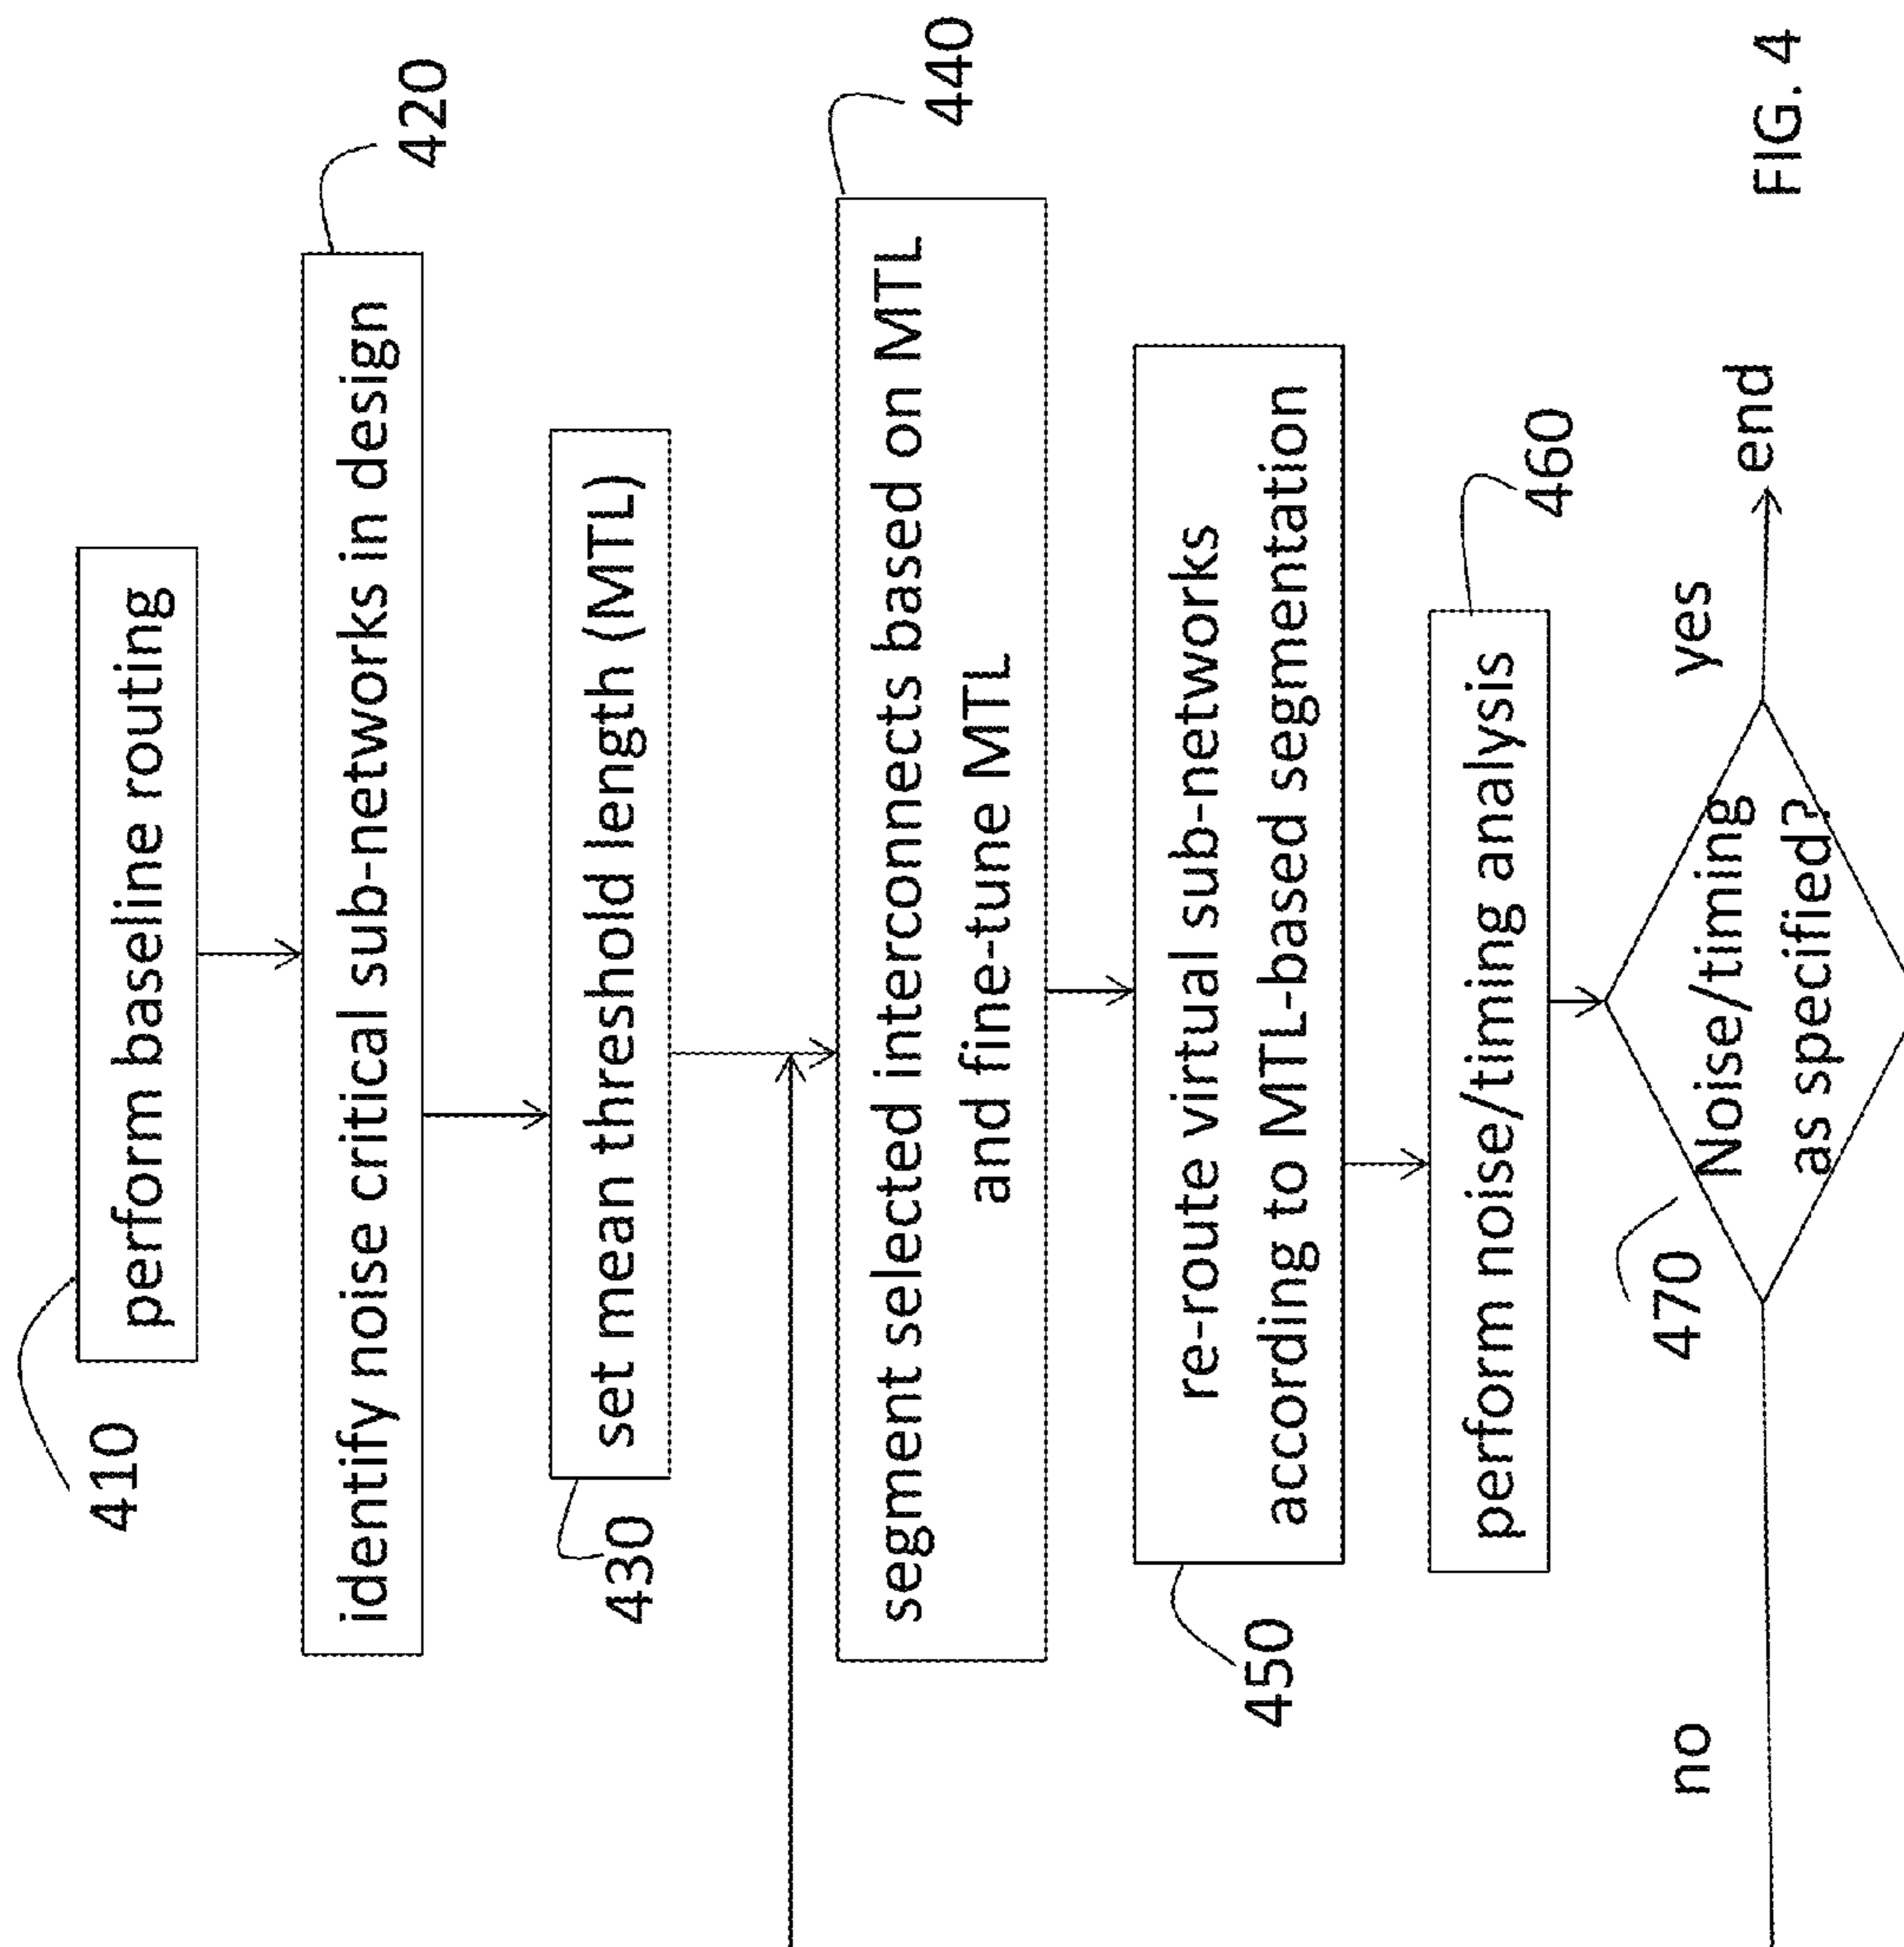 410
perform baseline routing
420
identify noise critical sub-networks in design
430
set mean threshold length (MTL)
440
segment selected interconnects based on MTL
and fine-tune MTL
450
re-route virtual sub-networks
according to MTL-based segmentation
460
perform noise/timing analysis
470
Noise/timing
as specified?
no
yes
end
FIG. 4